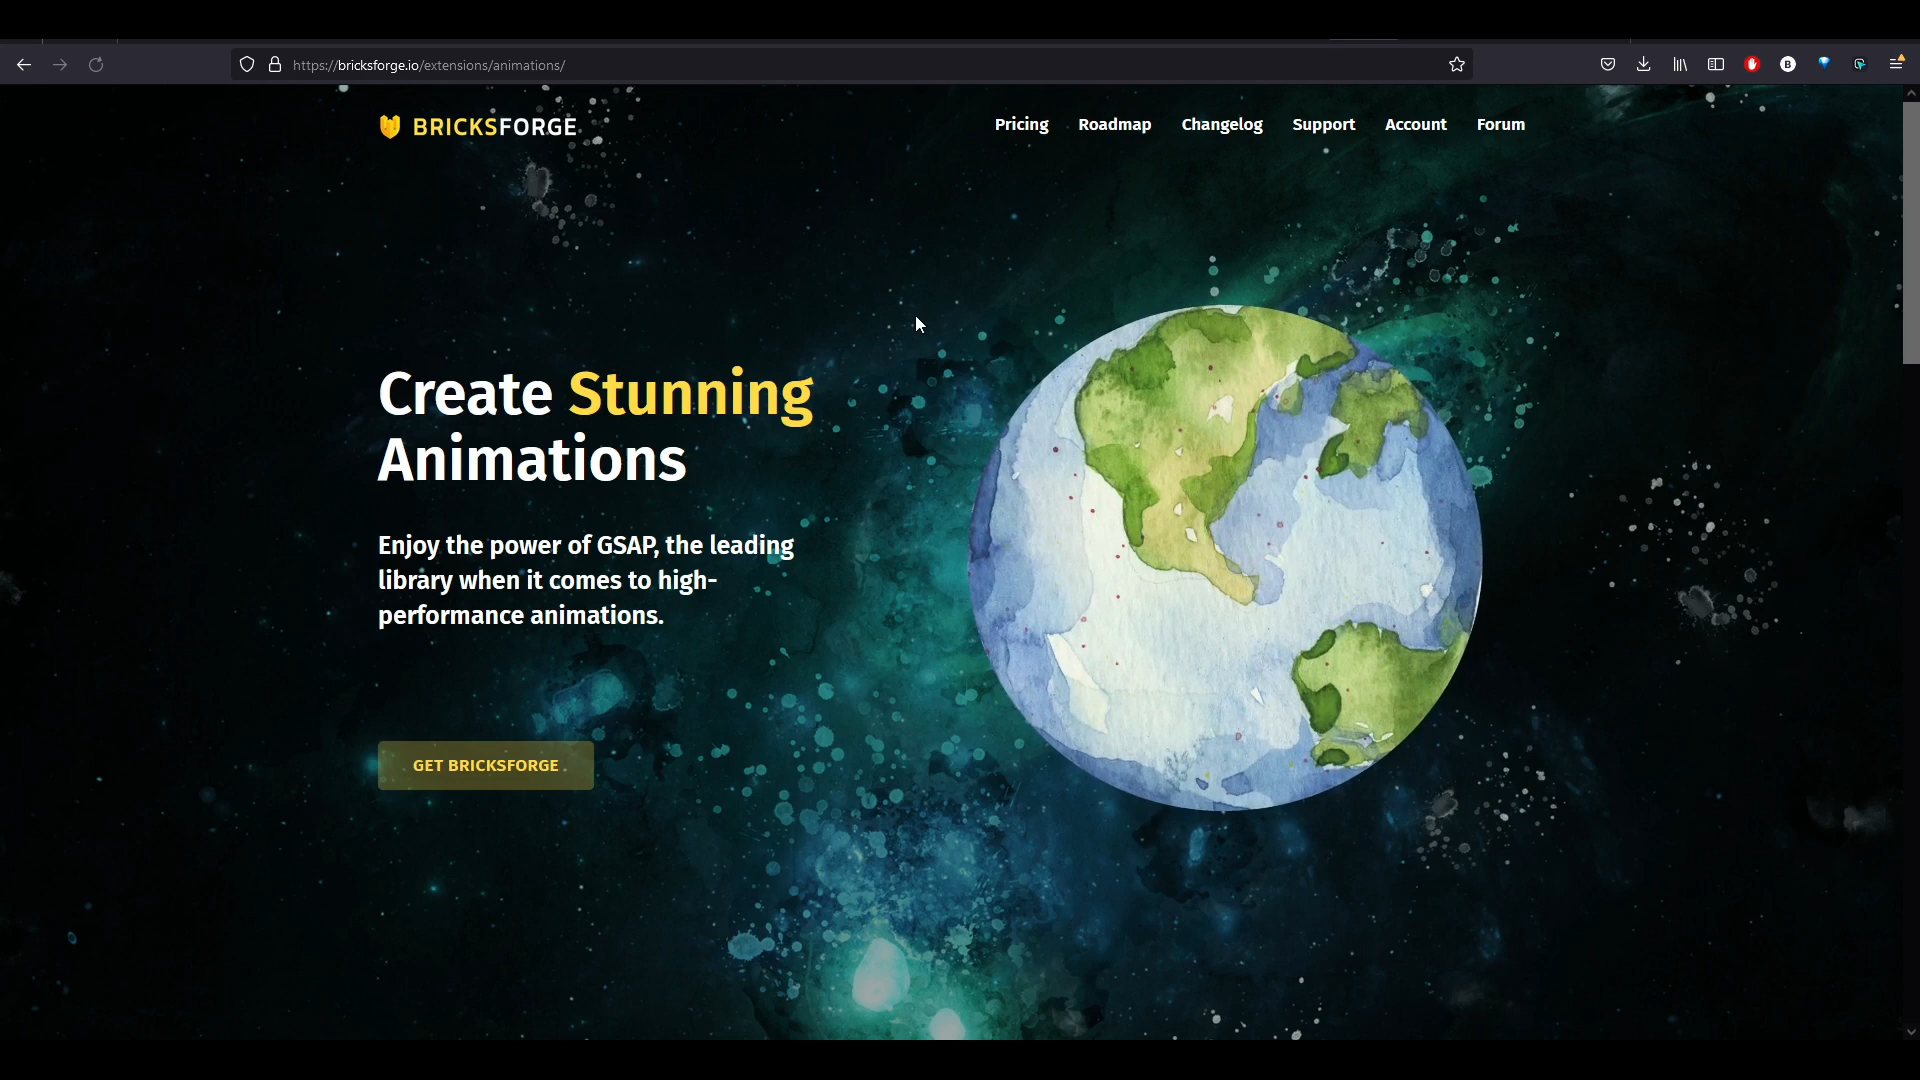 https://bricksforge.io/extensions/animations/
BRICKSFORGE
Pricing Roadmap Changelog Support Account Forum
Create Stunning
Animations
Enjoy the power of GSAP, the leading
library when it comes to high-
performance animations.
GET BRICKSFORGE